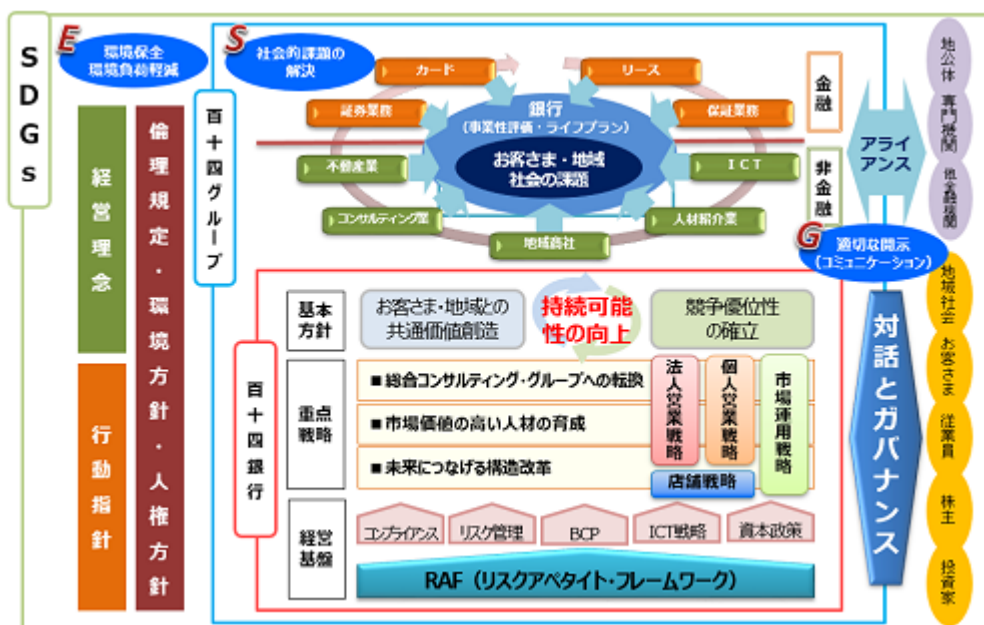 SDGs
E
環境保全
環境負荷軽減
S
社会的課題の
解決
カード
リース
証券業務
保証業務
不動産業
ICT
コンサルティング業
人材紹介業
地域商社
銀行
(事業性評価・ライフプラン)
お客さま・地域
社会の課題
金融
非金融
アライ
アンス
地公体
専門機関
他金融機関
G
適切な開示
(コミュニケーション)
経営理念
行動指針
倫理規定・環境方針・人権方針
百十四グループ
百十四銀行
基本
方針
お客さま・地域との
共通価値創造
持続可能
性の向上
競争優位性
の確立
重点
戦略
■総合コンサルティング・グループへの転換
■市場価値の高い人材の育成
■未来につなげる構造改革
法人営業戦略
個人営業戦略
市場運用戦略
店舗戦略
経営
基盤
コンプライアンス
リスク管理
BCP
ICT戦略
資本政策
RAF(リスクアペタイト・フレームワーク)
対話とガバナンス
地域社会
お客さま
従業員
株主
投資家